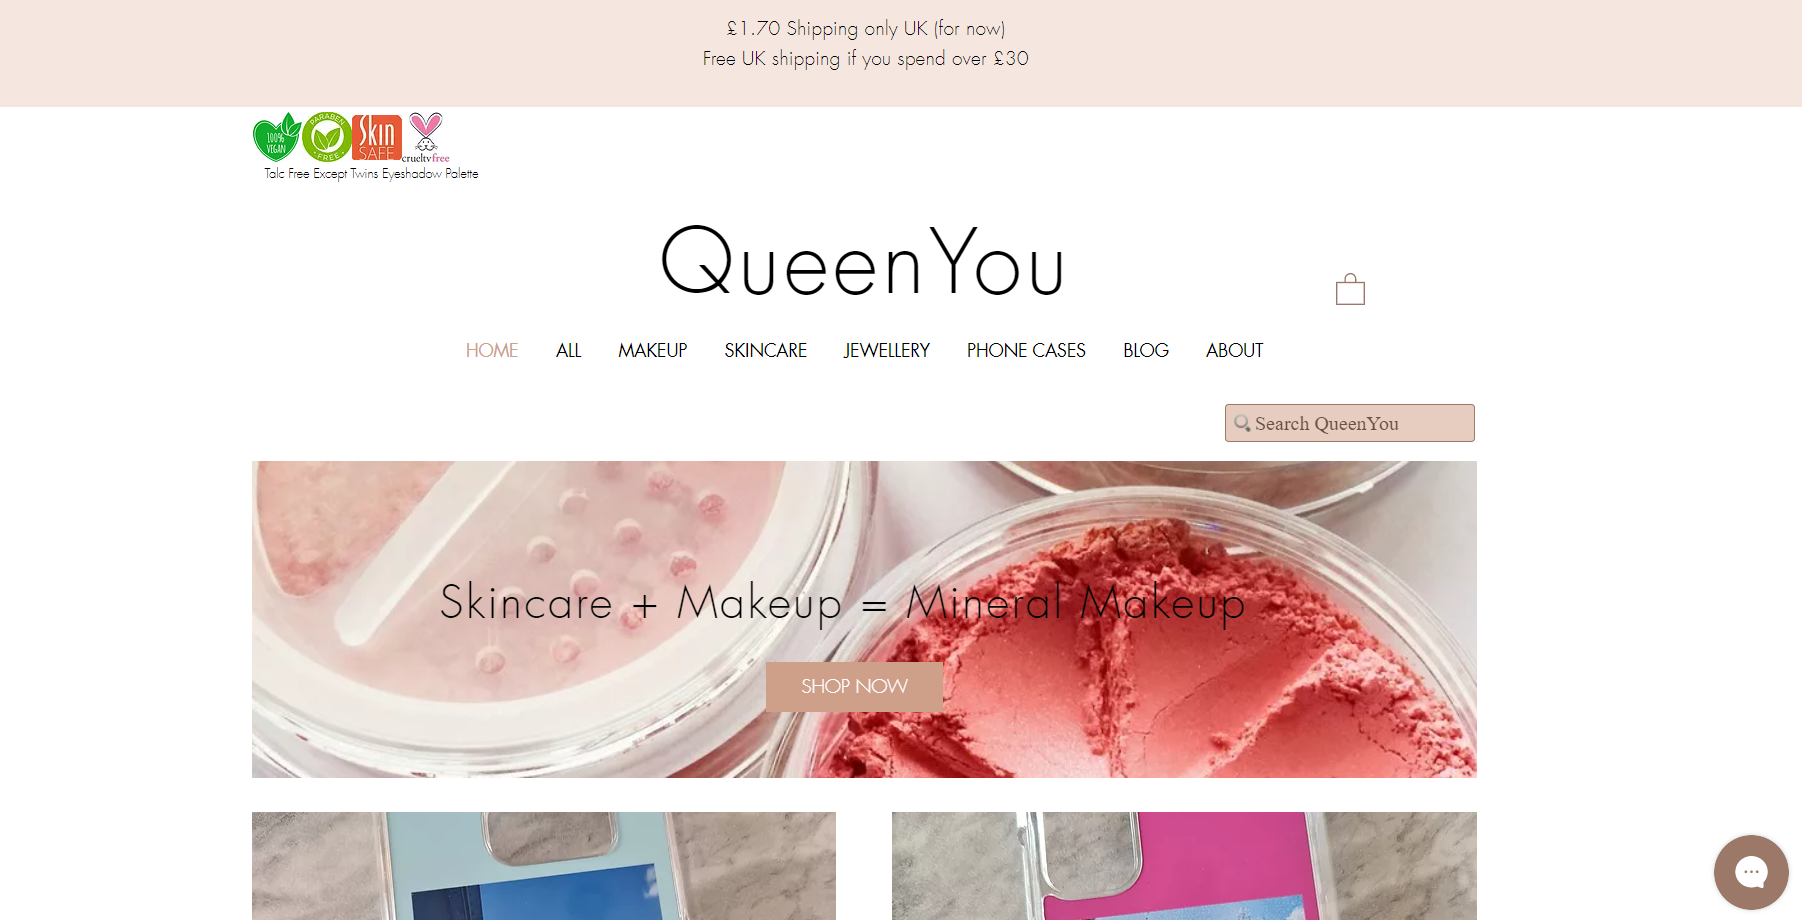 £1.70 Shipping only UK (for now)
Free UK shipping if you spend over £30
100% VEGAN
PARABEN FREE
Skin SAFE
crueltyfree
Talc Free Except Twins Eyeshadow Palette
QueenYou
HOME ALL MAKEUP SKINCARE JEWELLERY PHONE CASES BLOG ABOUT
Search QueenYou
Skincare + Makeup = Mineral Makeup
SHOP NOW